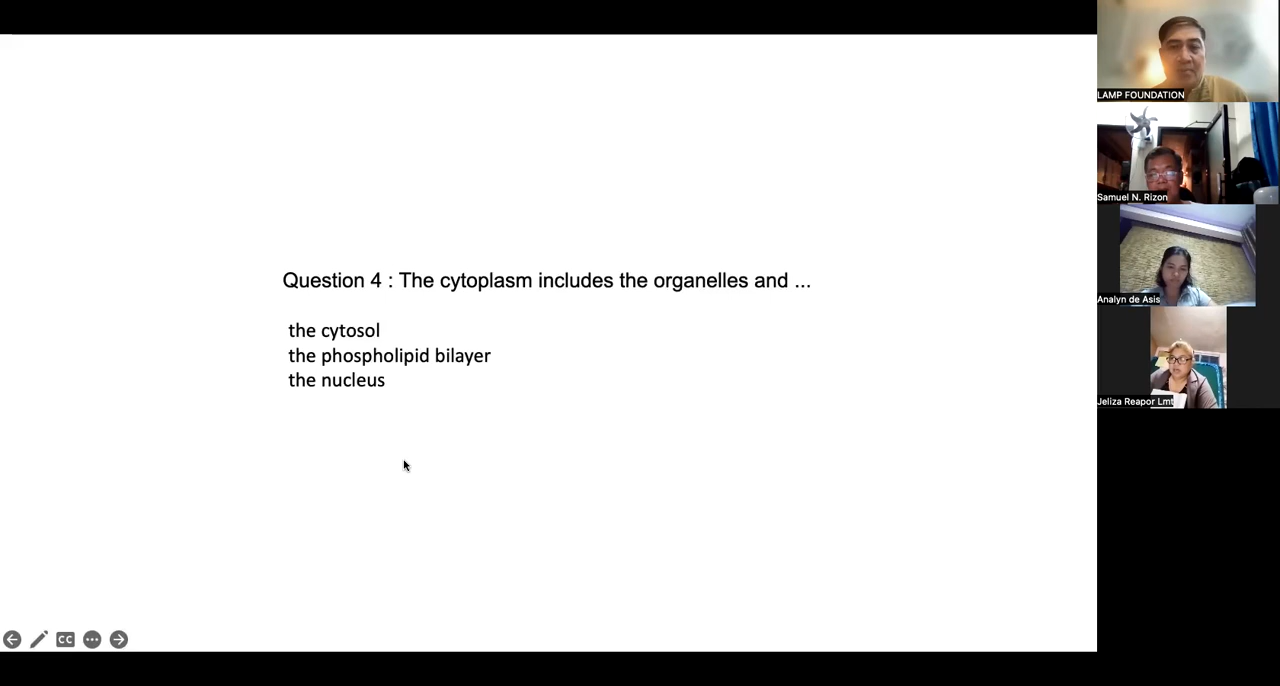 Question 4 : The cytoplasm includes the organelles and ...
the cytosol
the phospholipid bilayer
the nucleus
LAMP FOUNDATION
Samuel N. Rizon
Analyn de Asis
Jeliza Reapor Lmt
CC